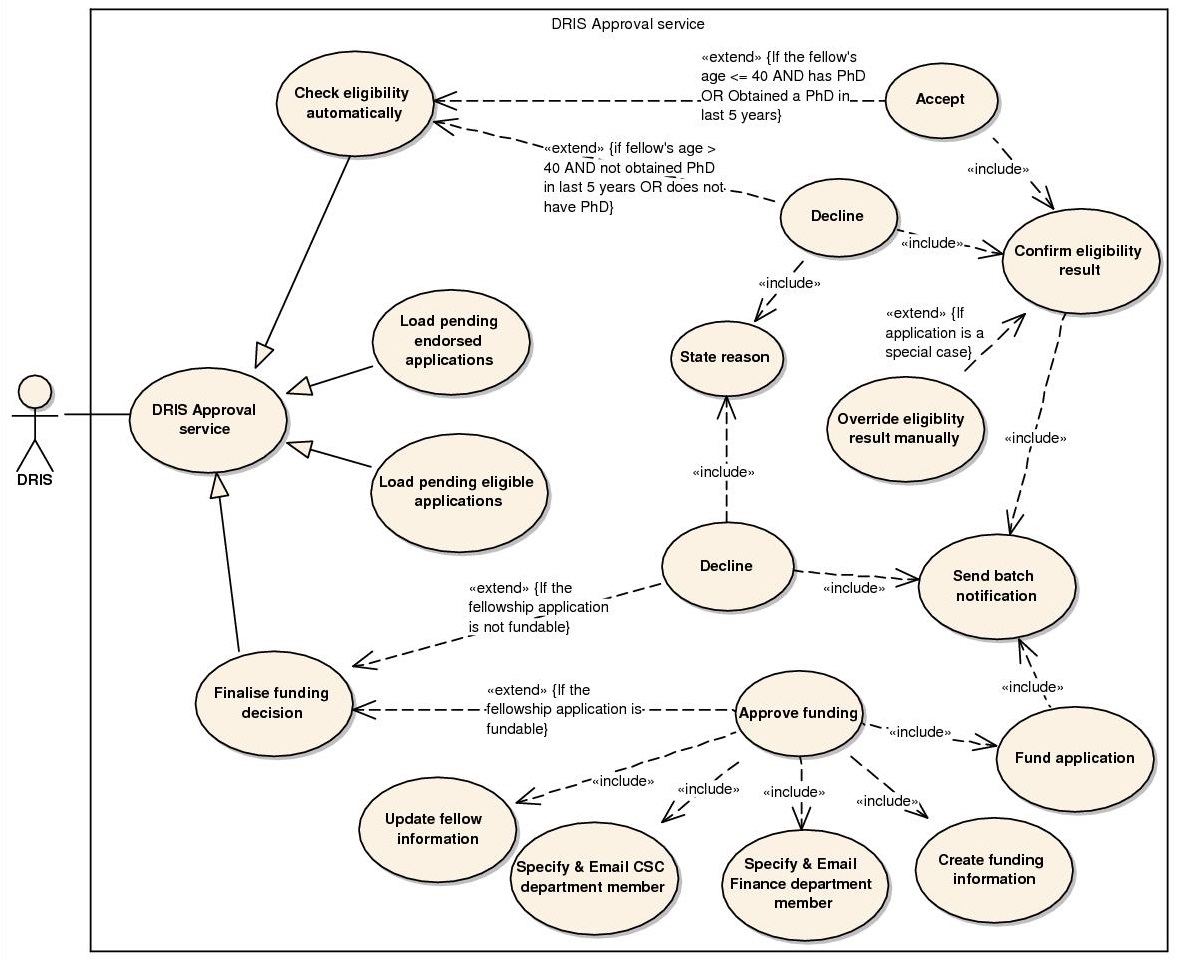 DRIS Approval service
«extend» {If the fellow's
age <= 40 AND has PhD
OR Obtained a PhD in
last 5 years}
Check eligibility
automatically
Accept
«extend» {if fellow's age >
40 AND not obtained PhD
in last 5 years OR does not
have PhD}
«include»
Decline
«include»
Confirm eligibility
result
«include»
«extend» {If
application is a
special case}
Load pending
endorsed
applications
State reason
DRIS Approval
service
Override eligiblity
result manually
«include»
DRIS
Load pending eligible
applications
«include»
Decline
Send batch
notification
«include»
«extend» {If the
fellowship application
is not fundable}
Finalise funding
decision
«extend» {If the
fellowship application is
fundable}
Approve funding
«include»
«include»
Fund application
«include»
«include»
«include»
«include»
Update fellow
information
Specify & Email CSC
department member
Specify & Email
Finance department
member
Create funding
information